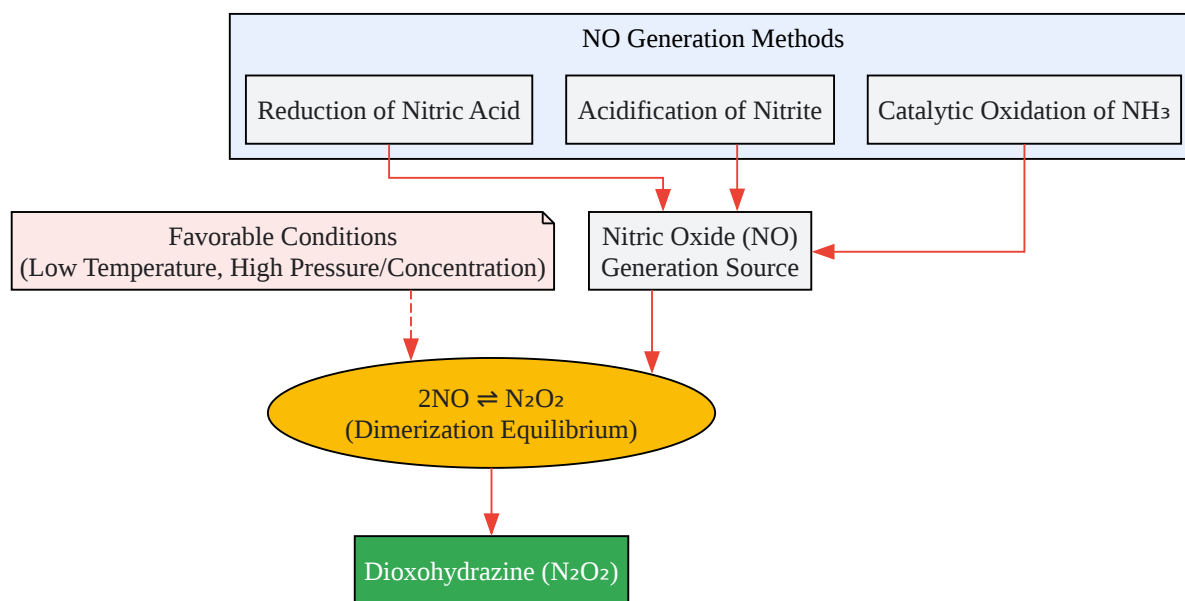 NO Generation Methods
Reduction of Nitric Acid
Acidification of Nitrite
Catalytic Oxidation of NH₃
Favorable Conditions
(Low Temperature, High Pressure/Concentration)
Nitric Oxide (NO)
Generation Source
2NO ⇌ N₂O₂
(Dimerization Equilibrium)
Dioxohydrazine (N₂O₂)